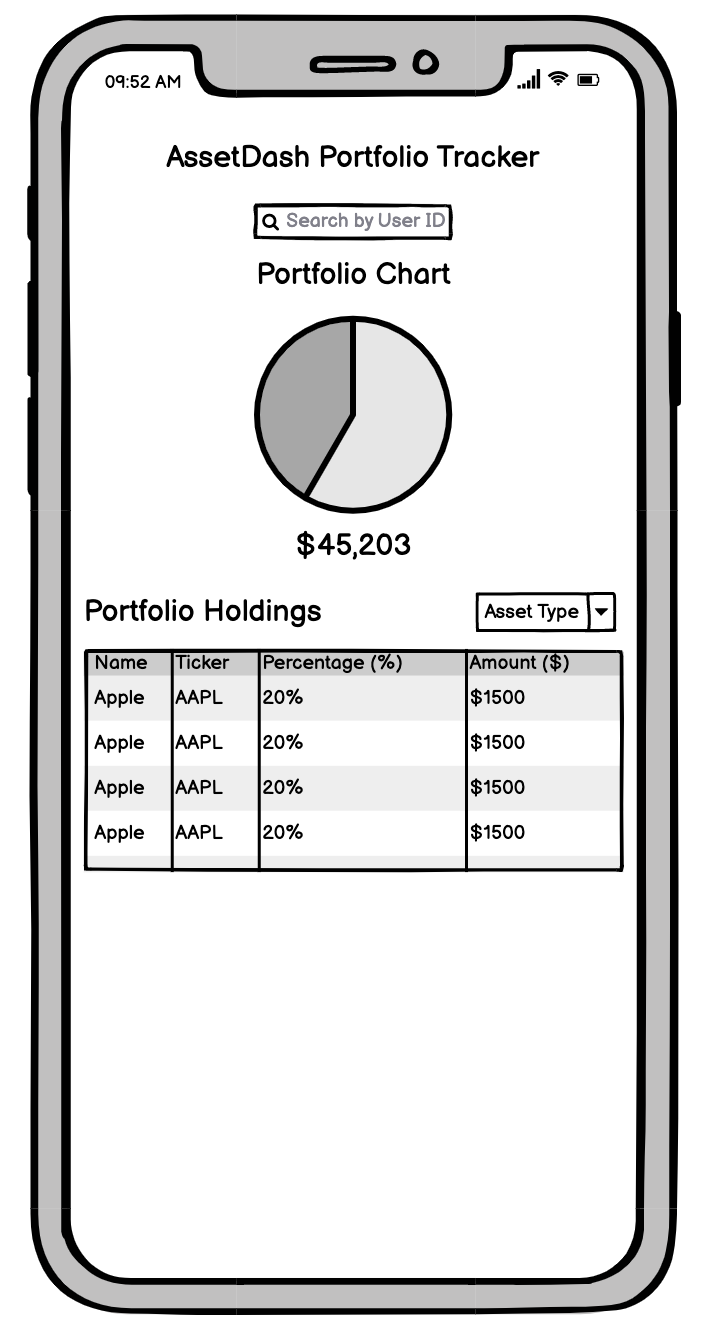 09:52 AM
AssetDash Portfolio Tracker
Search by User ID
Portfolio Chart
$45,203
Portfolio Holdings Asset Type
Name Ticker Percentage (%) Amount ($)
Apple AAPL 20% $1500
Apple AAPL 20% $1500
Apple AAPL 20% $1500
Apple AAPL 20% $1500